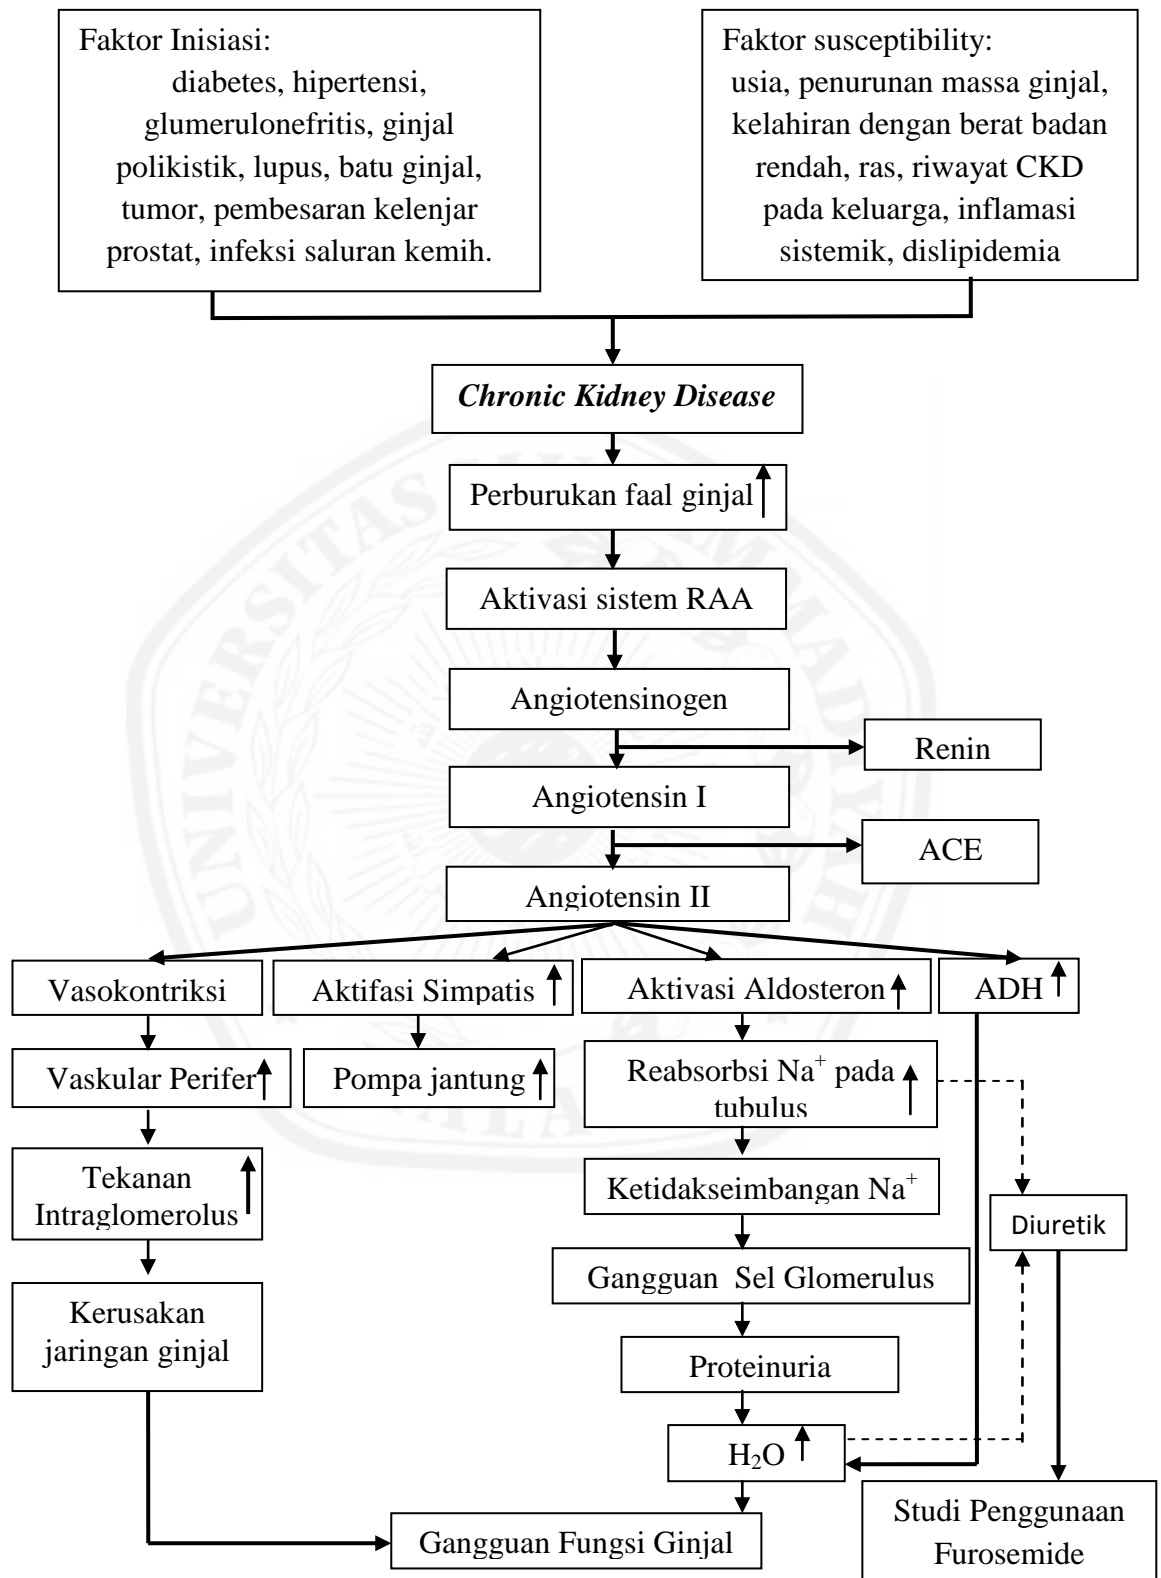 Faktor Inisiasi:
diabetes, hipertensi,
glumerulonefritis, ginjal
polikistik, lupus, batu ginjal,
tumor, pembesaran kelenjar
prostat, infeksi saluran kemih.
Faktor susceptibility:
usia, penurunan massa ginjal,
kelahiran dengan berat badan
rendah, ras, riwayat CKD
pada keluarga, inflamasi
sistemik, dislipidemia
Chronic Kidney Disease
Perburukan faal ginjal
Aktivasi sistem RAA
Angiotensinogen
Renin
Angiotensin I
ACE
Angiotensin II
Vasokontriksi
Aktifasi Simpatis
Aktivasi Aldosteron
ADH
Vaskular Perifer
Pompa jantung
Reabsorbsi Na⁺ pada
tubulus
Tekanan
Intraglomerolus
Ketidakseimbangan Na⁺
Diuretik
Gangguan Sel Glomerulus
Kerusakan
jaringan ginjal
Proteinuria
H₂O
Studi Penggunaan
Furosemide
Gangguan Fungsi Ginjal
UNIVERSITAS MUHAMMADIYAH
MALANG